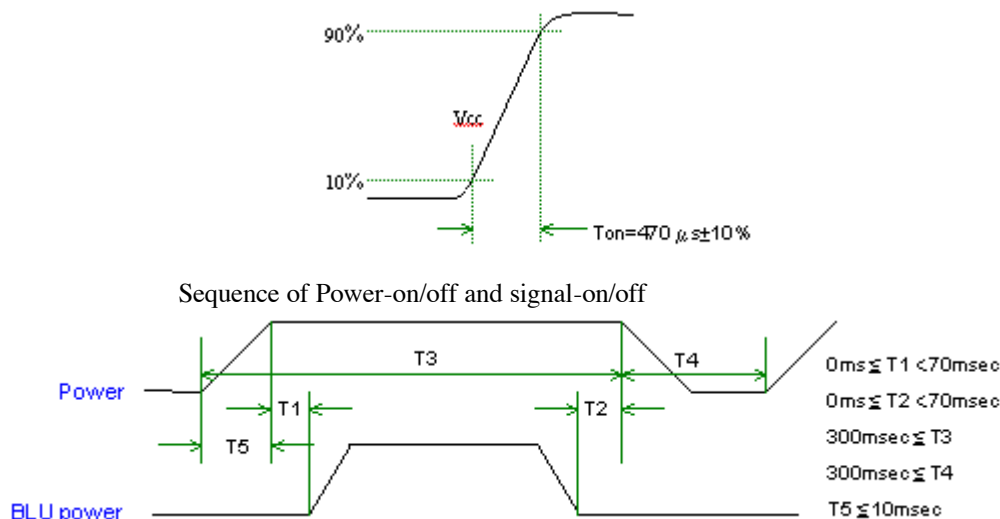 90%
Vcc
10%
Ton=470 μs±10%
Sequence of Power-on/off and signal-on/off
T3
T4
0ms≦T1<70msec
Power
T1
T2
0ms≦T2<70msec
T5
300msec≦T3
300msec≦T4
BLU power
T5≦10msec